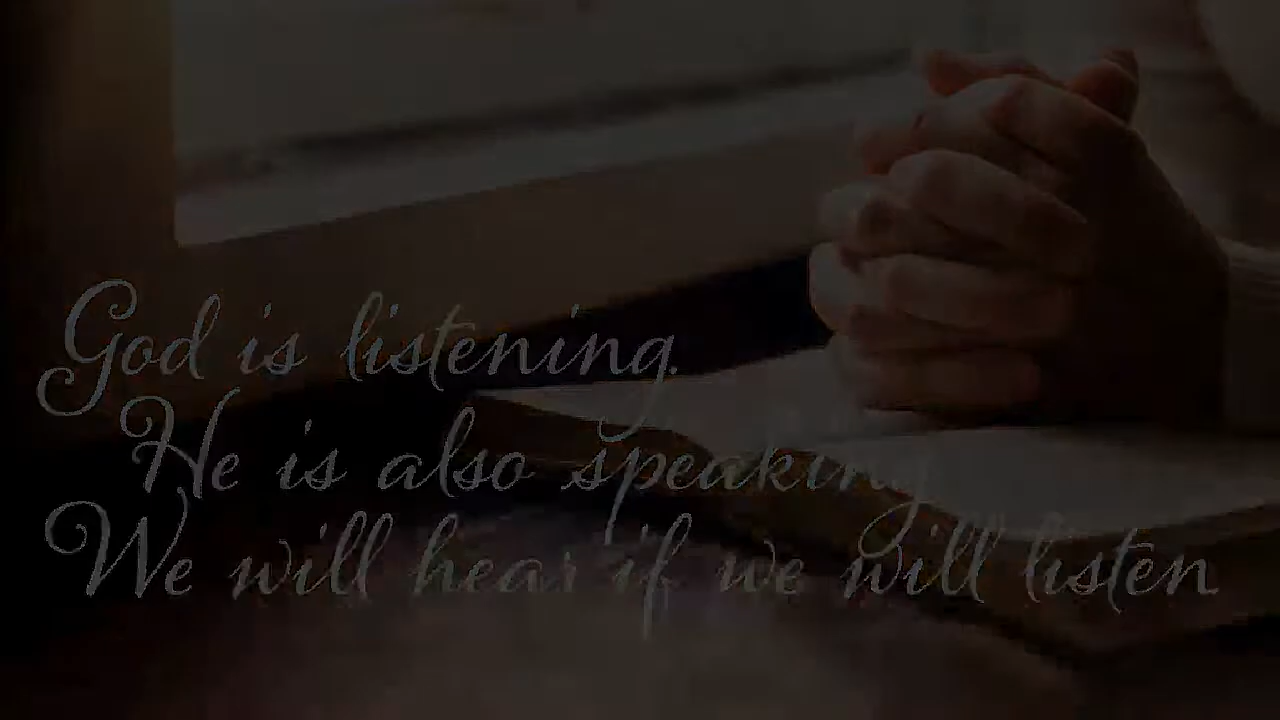 God is listening.
He is also speaking
We will hear if we will listen